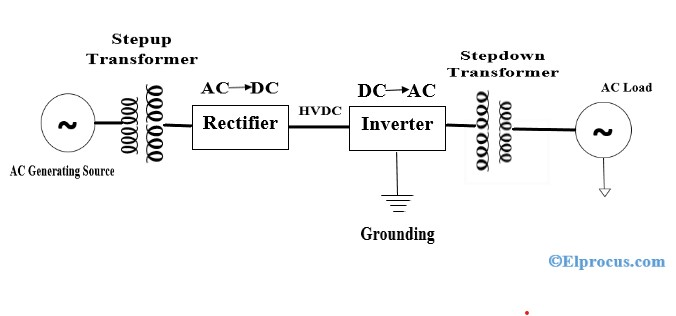 Stepup
Transformer
Stepdown
Transformer
AC→DC
DC→AC
AC Load
~
Rectifier
HVDC
Inverter
~
AC Generating Source
Grounding
©Elprocus.com